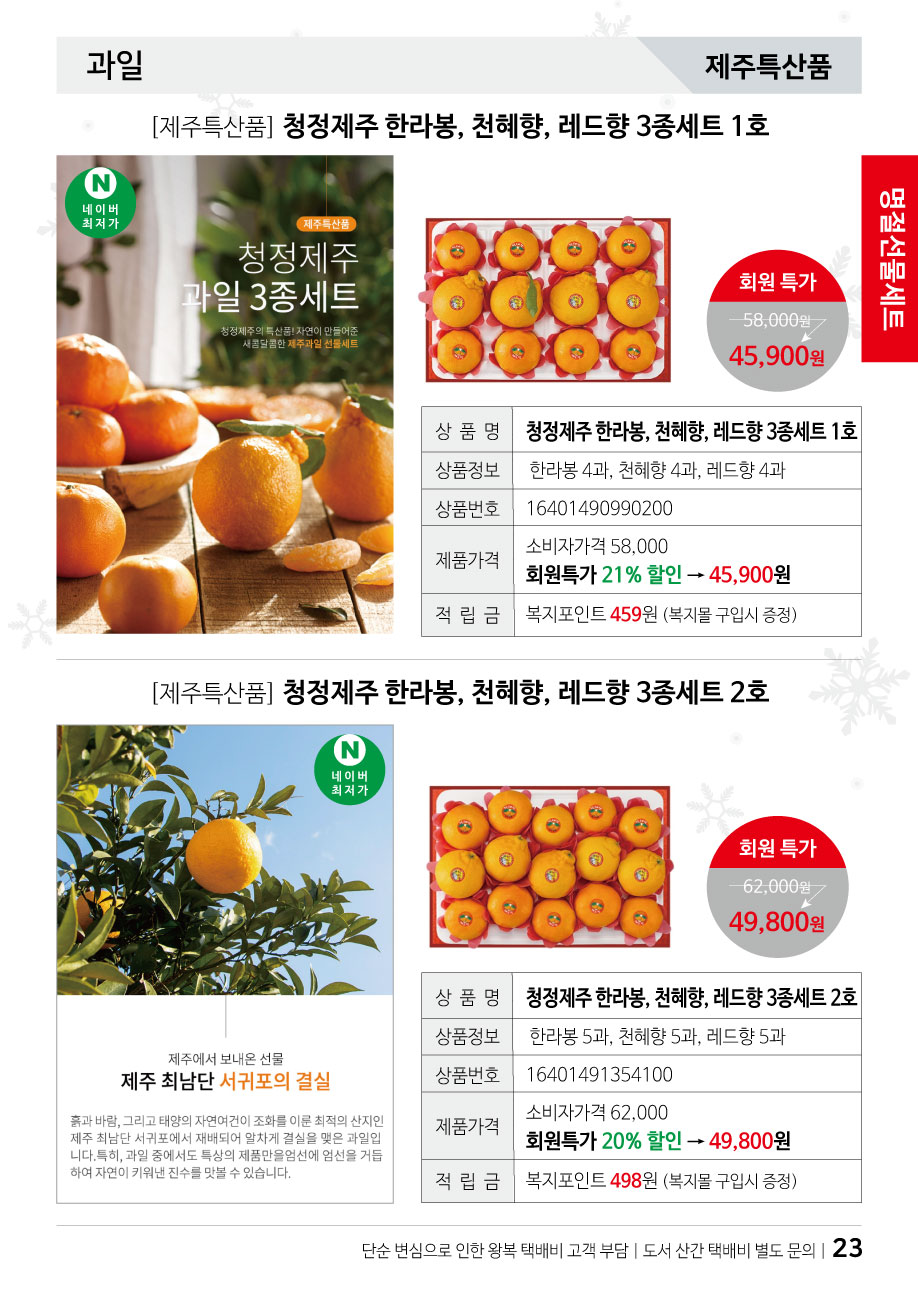 과일
제주특산품
명절선물세트
[제주특산품] 청정제주 한라봉, 천혜향, 레드향 3종세트 1호
N
네이버
최저가
제주특산품
청정제주
과일 3종세트
청정제주의 특산품! 자연이 만들어준
새콤달콤한 제주과일 선물세트
회원 특가
58,000원
45,900원
상 품 명 청정제주 한라봉, 천혜향, 레드향 3종세트 1호
상품정보 한라봉 4과, 천혜향 4과, 레드향 4과
상품번호 16401490990200
제품가격 소비자가격 58,000
회원특가 21% 할인 → 45,900원
적 립 금 복지포인트 459원 (복지몰 구입시 증정)
[제주특산품] 청정제주 한라봉, 천혜향, 레드향 3종세트 2호
N
네이버
최저가
제주에서 보내온 선물
제주 최남단 서귀포의 결실
흙과 바람, 그리고 태양의 자연여건이 조화를 이룬 최적의 산지인
제주 최남단 서귀포에서 재배되어 알차게 결실을 맺은 과일입
니다.특히, 과일 중에서도 특상의 제품만을엄선에 엄선을 거듭
하여 자연이 키워낸 진수를 맛볼 수 있습니다.
회원 특가
62,000원
49,800원
상 품 명 청정제주 한라봉, 천혜향, 레드향 3종세트 2호
상품정보 한라봉 5과, 천혜향 5과, 레드향 5과
상품번호 16401491354100
제품가격 소비자가격 62,000
회원특가 20% 할인 → 49,800원
적 립 금 복지포인트 498원 (복지몰 구입시 증정)
단순 변심으로 인한 왕복 택배비 고객 부담 | 도서 산간 택배비 별도 문의 | 23